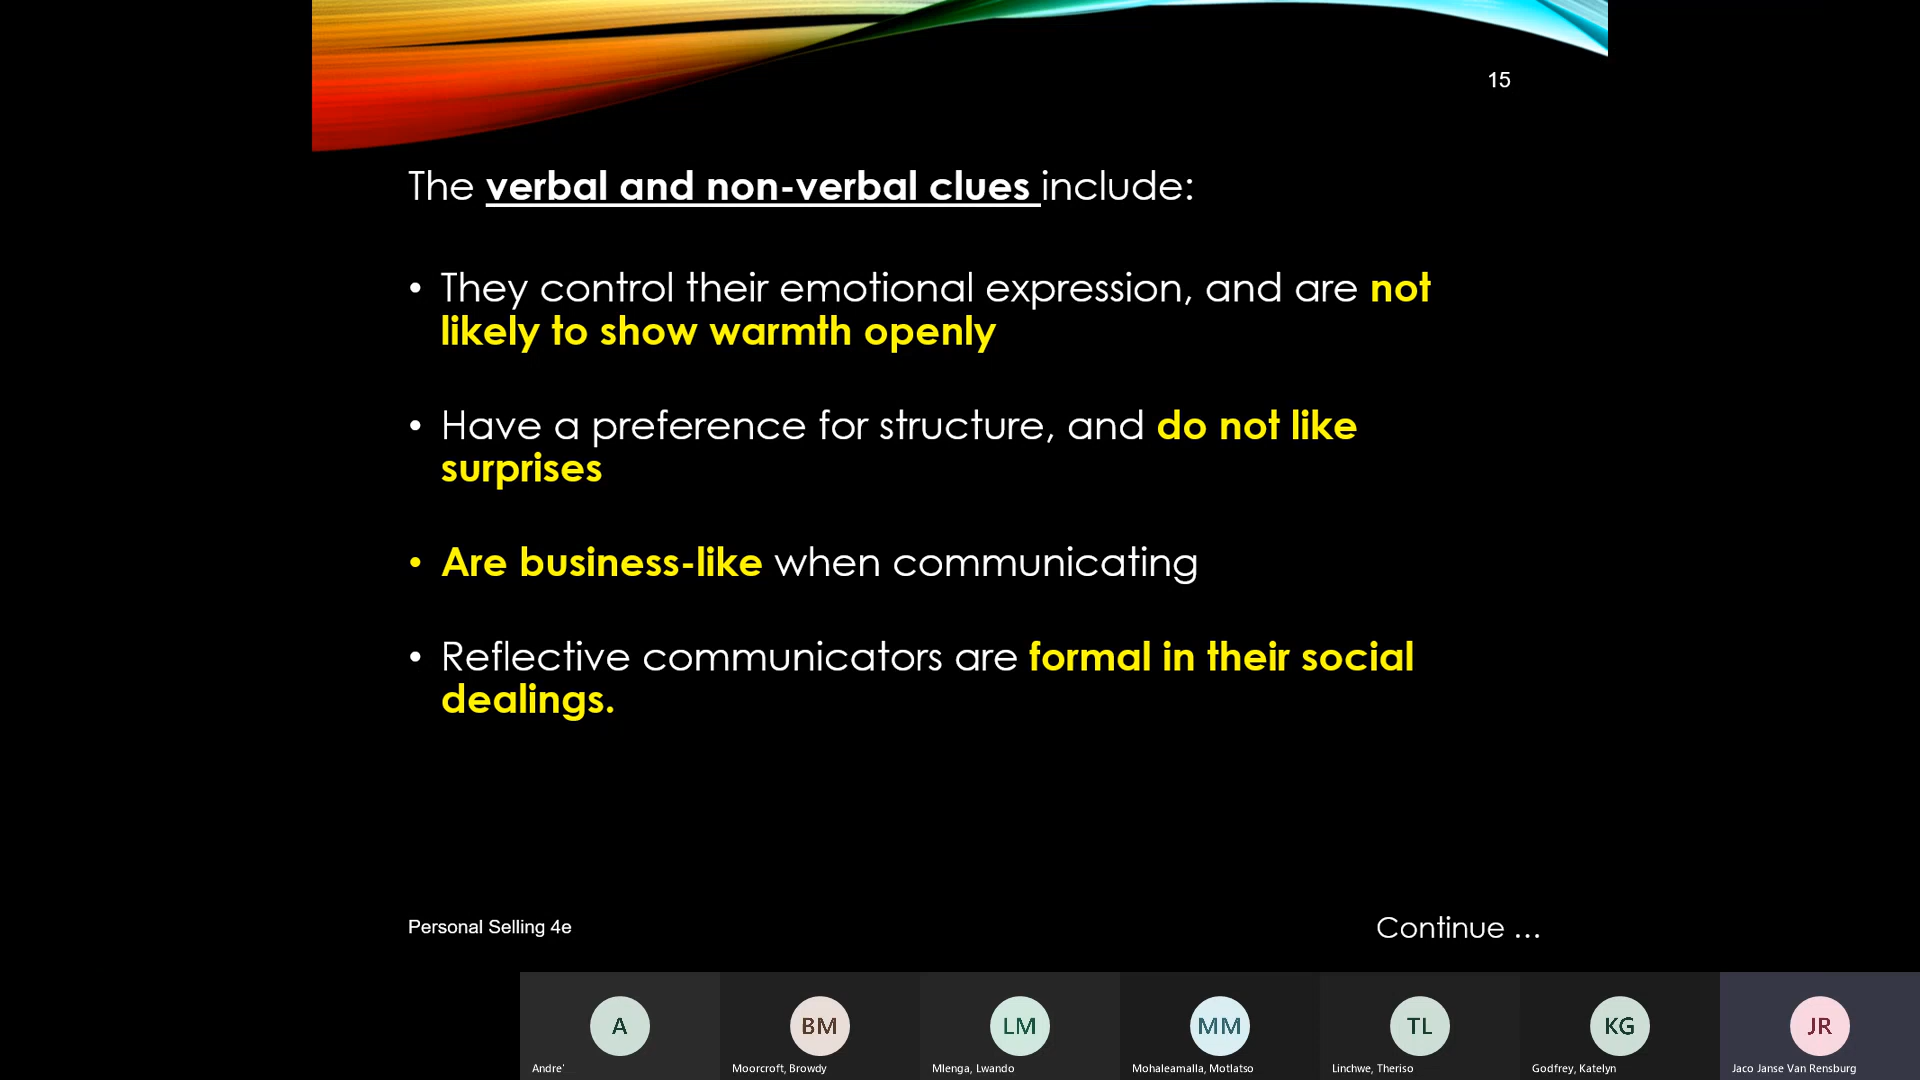 15
The verbal and non-verbal clues include:
• They control their emotional expression, and are not
likely to show warmth openly
• Have a preference for structure, and do not like
surprises
• Are business-like when communicating
• Reflective communicators are formal in their social
dealings.
Personal Selling 4e
Continue …
A BM LM MM TL KG JR
Andre' Moorcroft, Browdy Mlenga, Lwando Mohaleamalla, Motlatso Linchwe, Theriso Godfrey, Katelyn Jaco Janse Van Rensburg